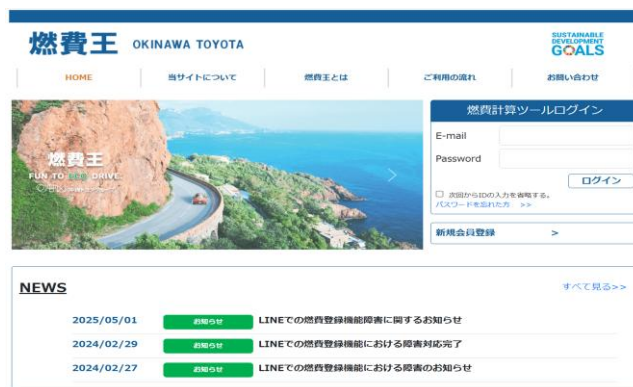 燃費王 OKINAWA TOYOTA
SUSTAINABLE
DEVELOPMENT
GOALS
HOME 当サイトについて 燃費王とは ご利用の流れ お問い合わせ
燃費王
FUN TO ECO DRIVE.
燃費計算ツールログイン
E-mail
Password
ログイン
次回からIDの入力を省略する。
パスワードを忘れた方 >>
新規会員登録 >
NEWS
すべて見る>>
2025/05/01 お知らせ LINEでの燃費登録機能障害に関するお知らせ
2024/02/29 お知らせ LINEでの燃費登録機能における障害対応完了
2024/02/27 お知らせ LINEでの燃費登録機能における障害のお知らせ